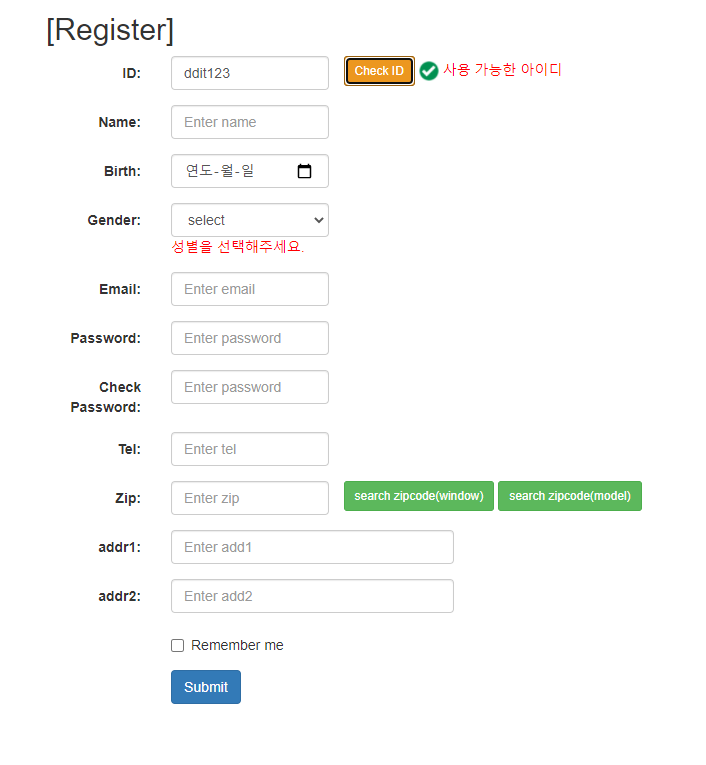 [Register]
ID: ddit123 Check ID 사용 가능한 아이디
Name: Enter name
Birth: 연도-월-일
Gender: select
성별을 선택해주세요.
Email: Enter email
Password: Enter password
Check
Password: Enter password
Tel: Enter tel
Zip: Enter zip search zipcode(window) search zipcode(model)
addr1: Enter add1
addr2: Enter add2
Remember me
Submit